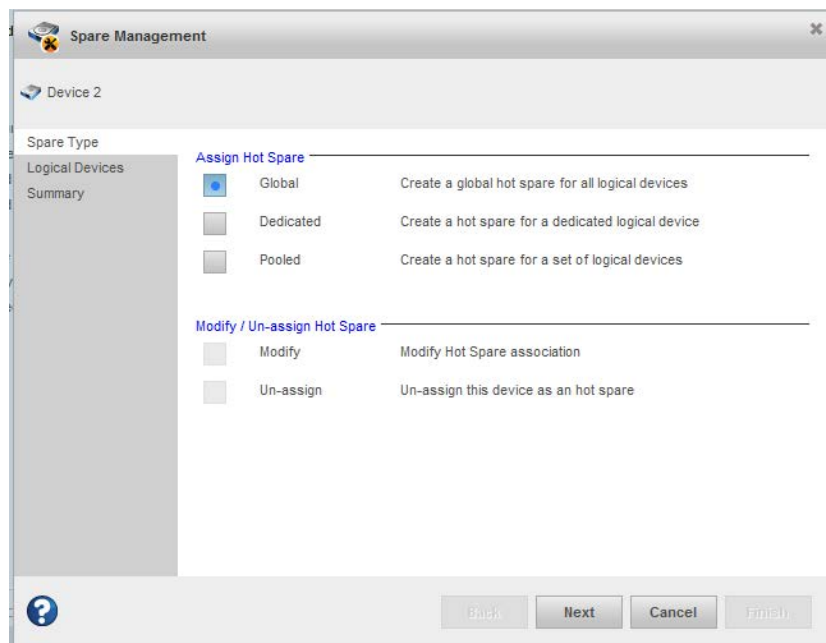 Spare Management
Device 2
Spare Type
Logical Devices
Summary
Assign Hot Spare
Global Create a global hot spare for all logical devices
Dedicated Create a hot spare for a dedicated logical device
Pooled Create a hot spare for a set of logical devices
Modify / Un-assign Hot Spare
Modify Modify Hot Spare association
Un-assign Un-assign this device as an hot spare
Back Next Cancel Finish